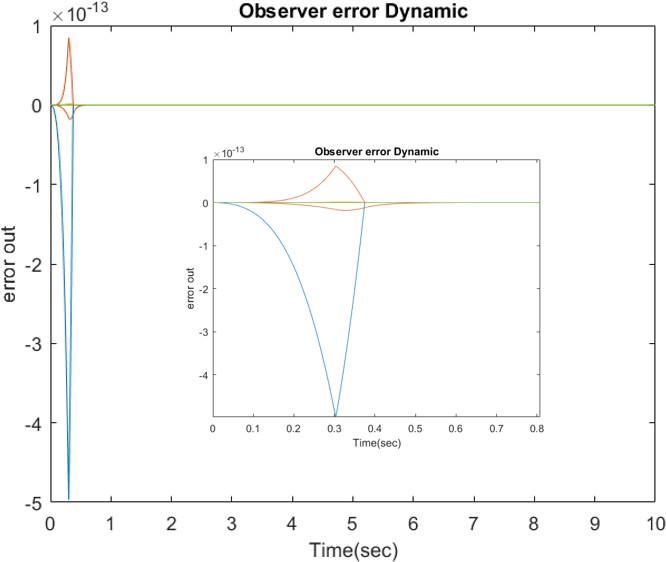 ×10⁻¹³
Observer error Dynamic
1
0
-1
-2
-3
-4
-5
error out
0 1 2 3 4 5 6 7 8 9 10
Time(sec)
×10⁻¹³
Observer error Dynamic
1
0
-1
-2
-3
-4
error out
0 0.1 0.2 0.3 0.4 0.5 0.6 0.7 0.8
Time(sec)